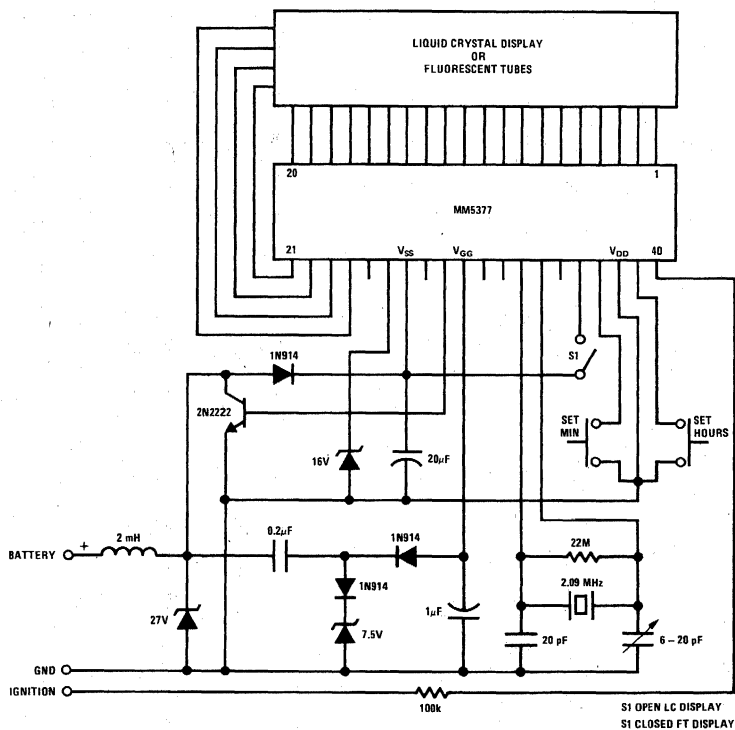 LIQUID CRYSTAL DISPLAY
OR
FLUORESCENT TUBES
20
1
MM5377
21
VSS
VGG
VDD
40
1N914
S1
2N2222
SET
MIN
SET
HOURS
16V
20µF
BATTERY
+
2 mH
0.2µF
1N914
22M
1N914
2.09 MHz
27V
7.5V
1µF
20 pF
6–20 pF
GND
IGNITION
100k
S1 OPEN LC DISPLAY
S1 CLOSED FT DISPLAY